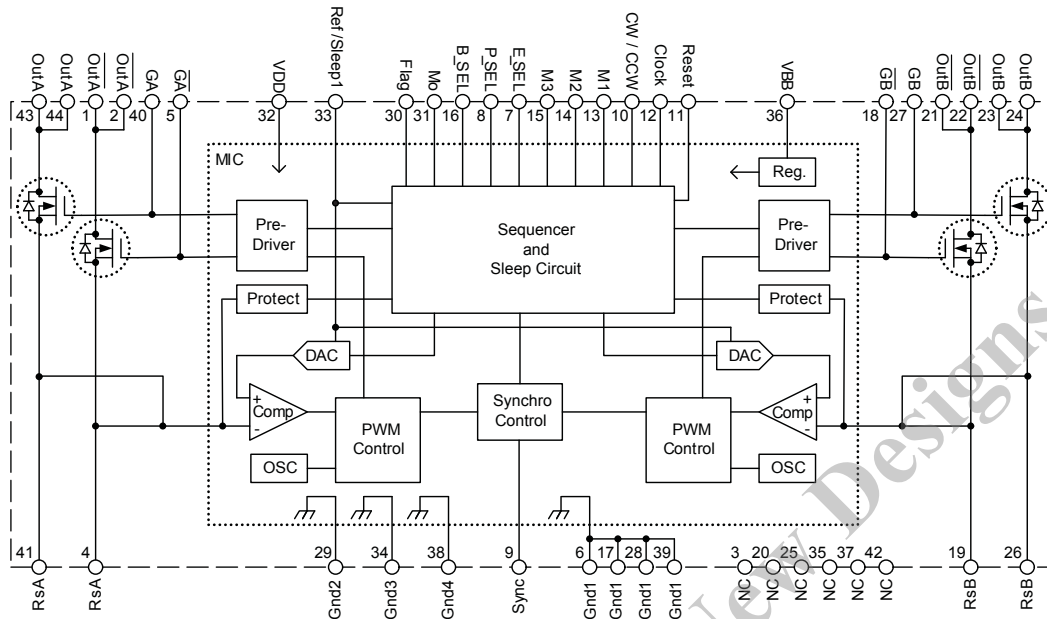 OutA
OutA
OutA
OutA
GA
GA
VDD
Ref /Sleep1
Flag
Mo
B_SEL
P_SEL
E_SEL
M3
M2
M1
CW / CCW
Clock
Reset
VBB
GB
GB
OutB
OutB
OutB
OutB
43 44 1 2 40 5 32 33 30 31 16 8 7 15 14 13 10 12 11 36 18 27 21 22 23 24
MIC
Reg.
Pre-
Driver
Sequencer
and
Sleep Circuit
Pre-
Driver
Protect
Protect
DAC
DAC
+
Comp
-
PWM
Control
Synchro
Control
PWM
Control
+
Comp
-
OSC
OSC
41 4 29 34 38 9 6 17 28 39 3 20 25 35 37 42 19 26
RsA
RsA
Gnd2
Gnd3
Gnd4
Sync
Gnd1
Gnd1
Gnd1
Gnd1
NC
NC
NC
NC
NC
NC
RsB
RsB
New Designs